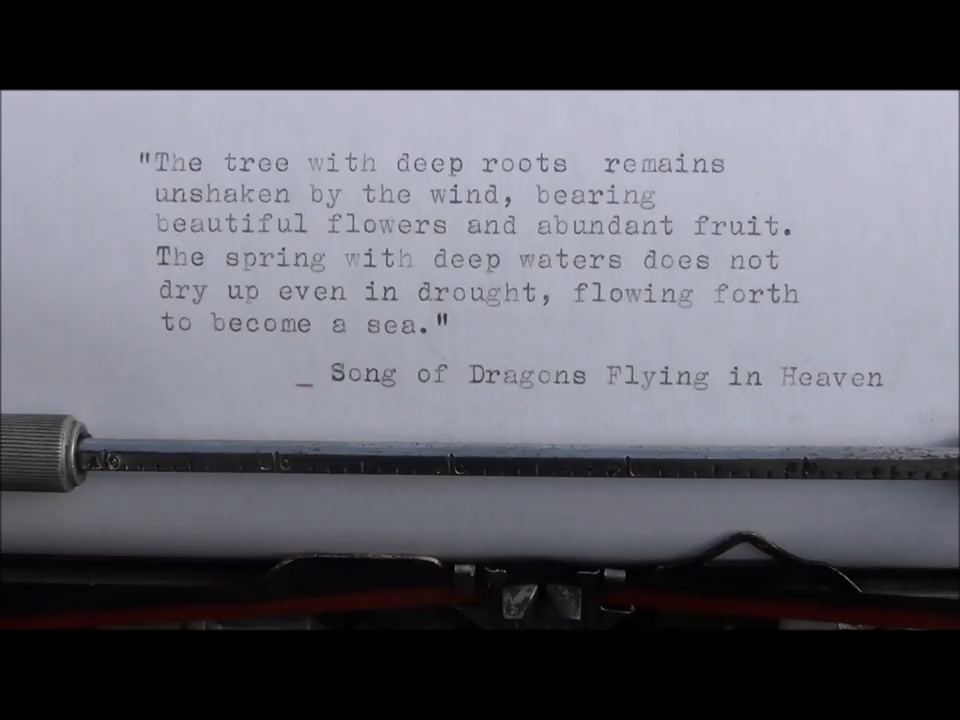 "The tree with deep roots  remains
unshaken by the wind, bearing
beautiful flowers and abundant fruit.
The spring with deep waters does not
dry up even in drought, flowing forth
to become a sea."
_ Song of Dragons Flying in Heaven